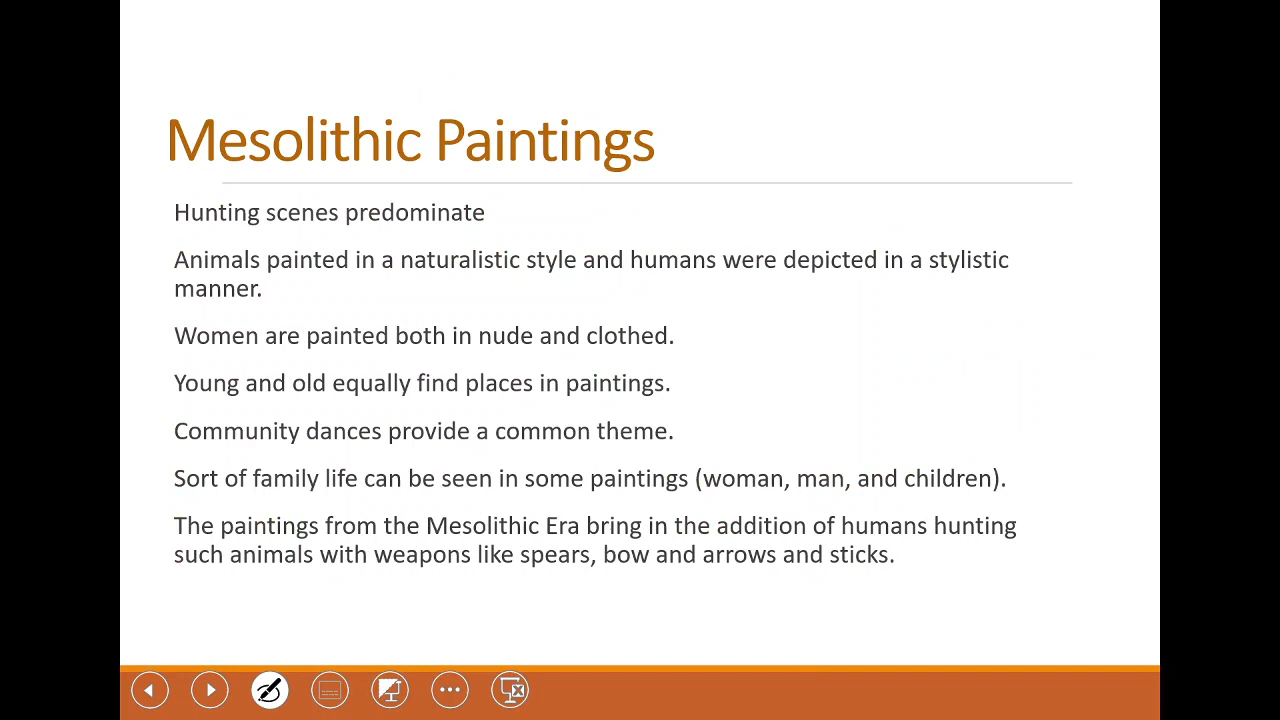 Mesolithic Paintings
Hunting scenes predominate
Animals painted in a naturalistic style and humans were depicted in a stylistic
manner.
Women are painted both in nude and clothed.
Young and old equally find places in paintings.
Community dances provide a common theme.
Sort of family life can be seen in some paintings (woman, man, and children).
The paintings from the Mesolithic Era bring in the addition of humans hunting
such animals with weapons like spears, bow and arrows and sticks.